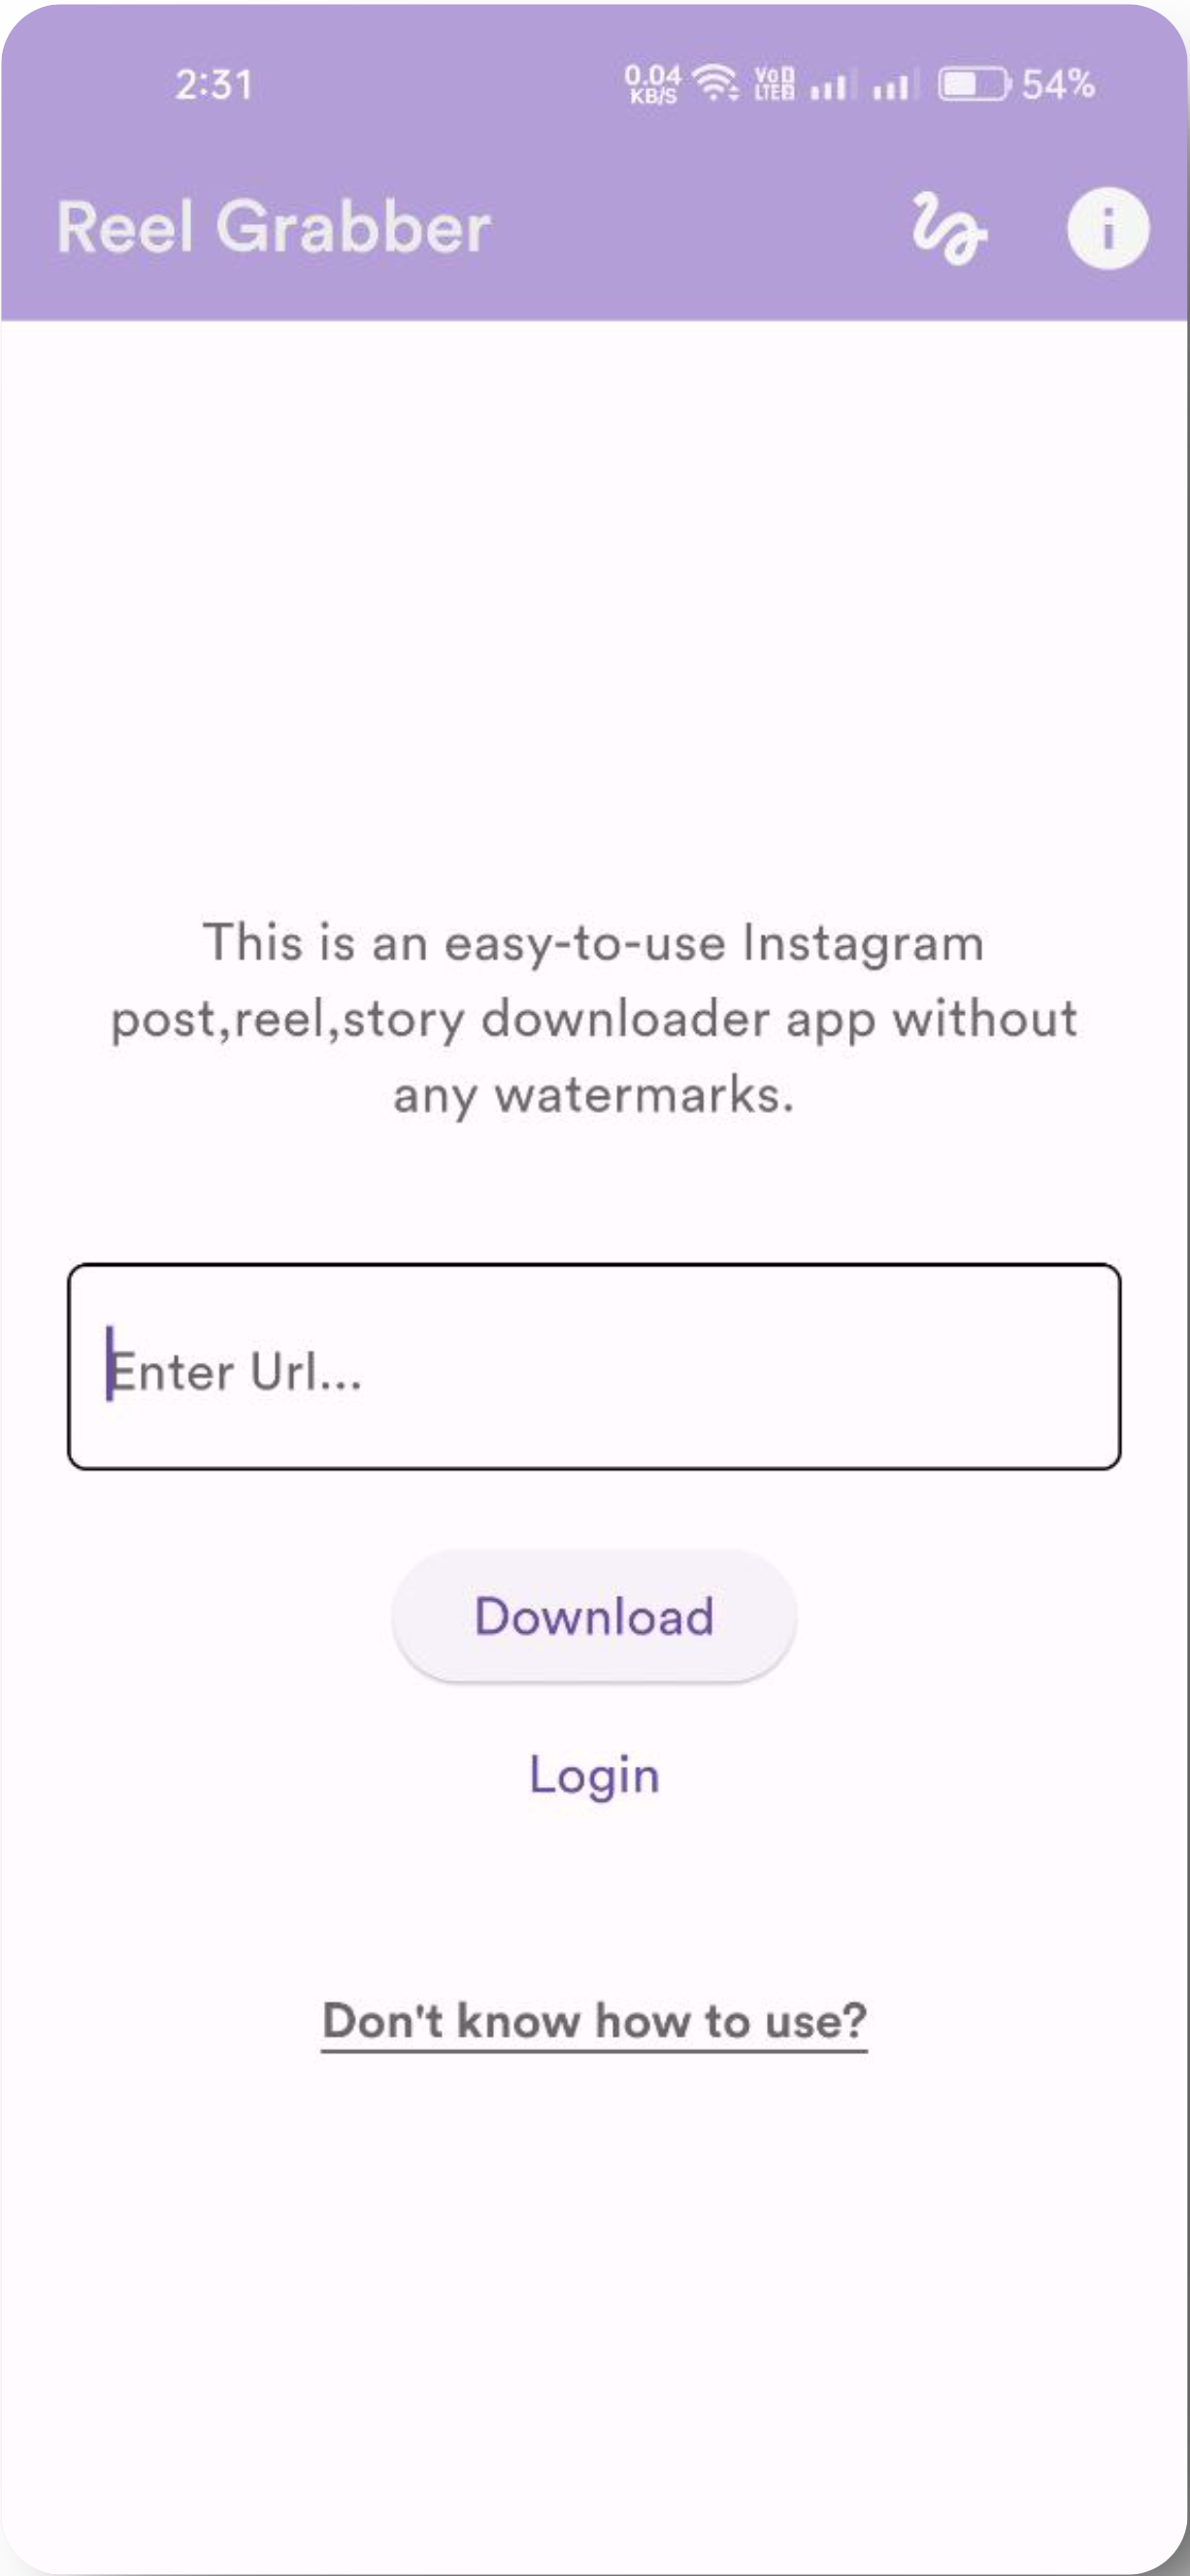 2:31
0.04 KB/S
Vo LTE 54%
Reel Grabber
This is an easy-to-use Instagram
post,reel,story downloader app without
any watermarks.
Enter Url...
Download
Login
Don't know how to use?